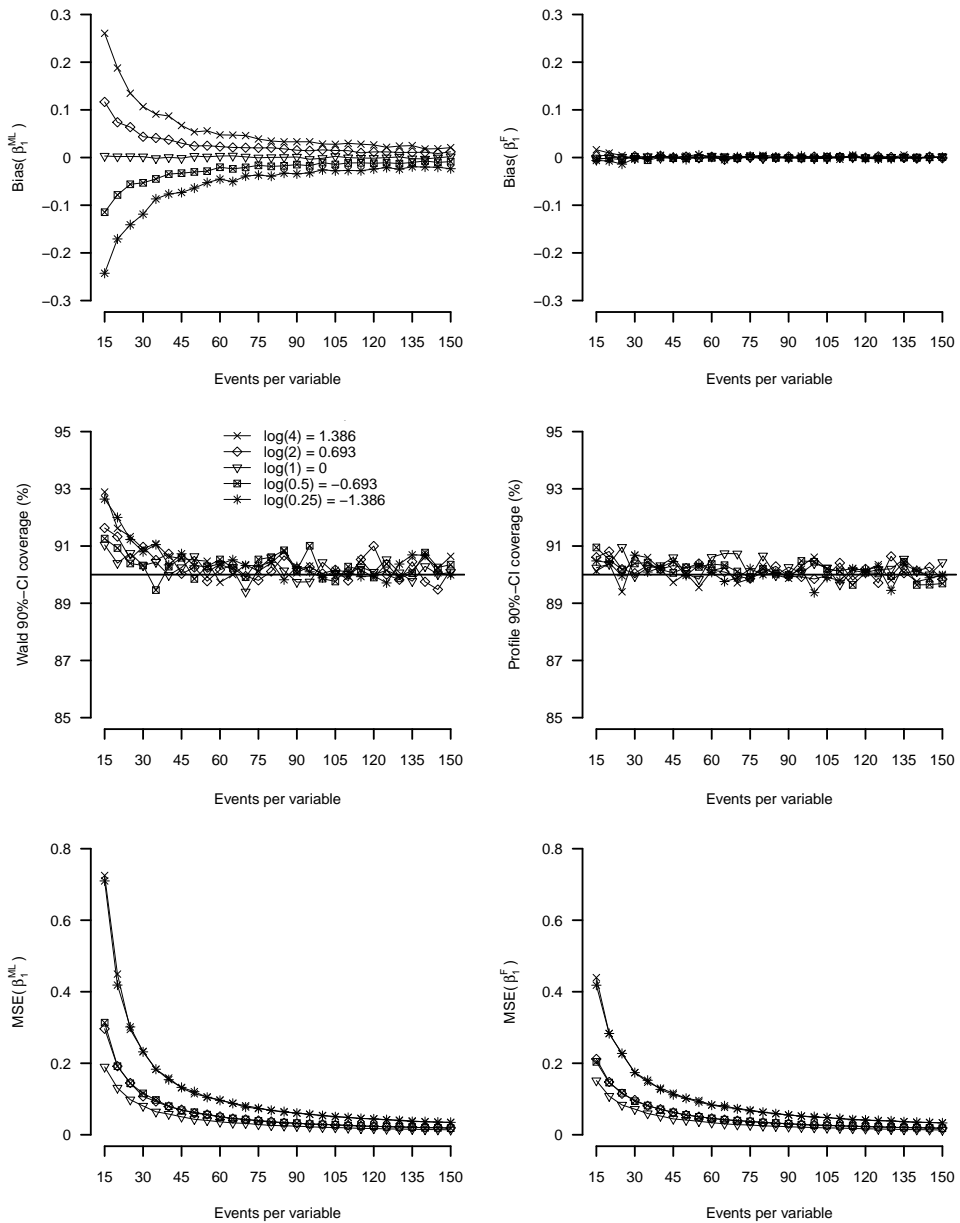 0.3
0.2
0.1
0
−0.1
−0.2
−0.3
Bias( β₁ᴹᴸ )
15 30 45 60 75 90 105 120 135 150
Events per variable
0.3
0.2
0.1
0
−0.1
−0.2
−0.3
Bias( β₁ᶠ )
15 30 45 60 75 90 105 120 135 150
Events per variable
95
93
91
89
87
85
Wald 90%−CI coverage (%)
log(4) = 1.386
log(2) = 0.693
log(1) = 0
log(0.5) = −0.693
log(0.25) = −1.386
15 30 45 60 75 90 105 120 135 150
Events per variable
95
93
91
89
87
85
Profile 90%−CI coverage (%)
15 30 45 60 75 90 105 120 135 150
Events per variable
0.8
0.6
0.4
0.2
0
MSE( β₁ᴹᴸ )
15 30 45 60 75 90 105 120 135 150
Events per variable
0.8
0.6
0.4
0.2
0
MSE( β₁ᶠ )
15 30 45 60 75 90 105 120 135 150
Events per variable